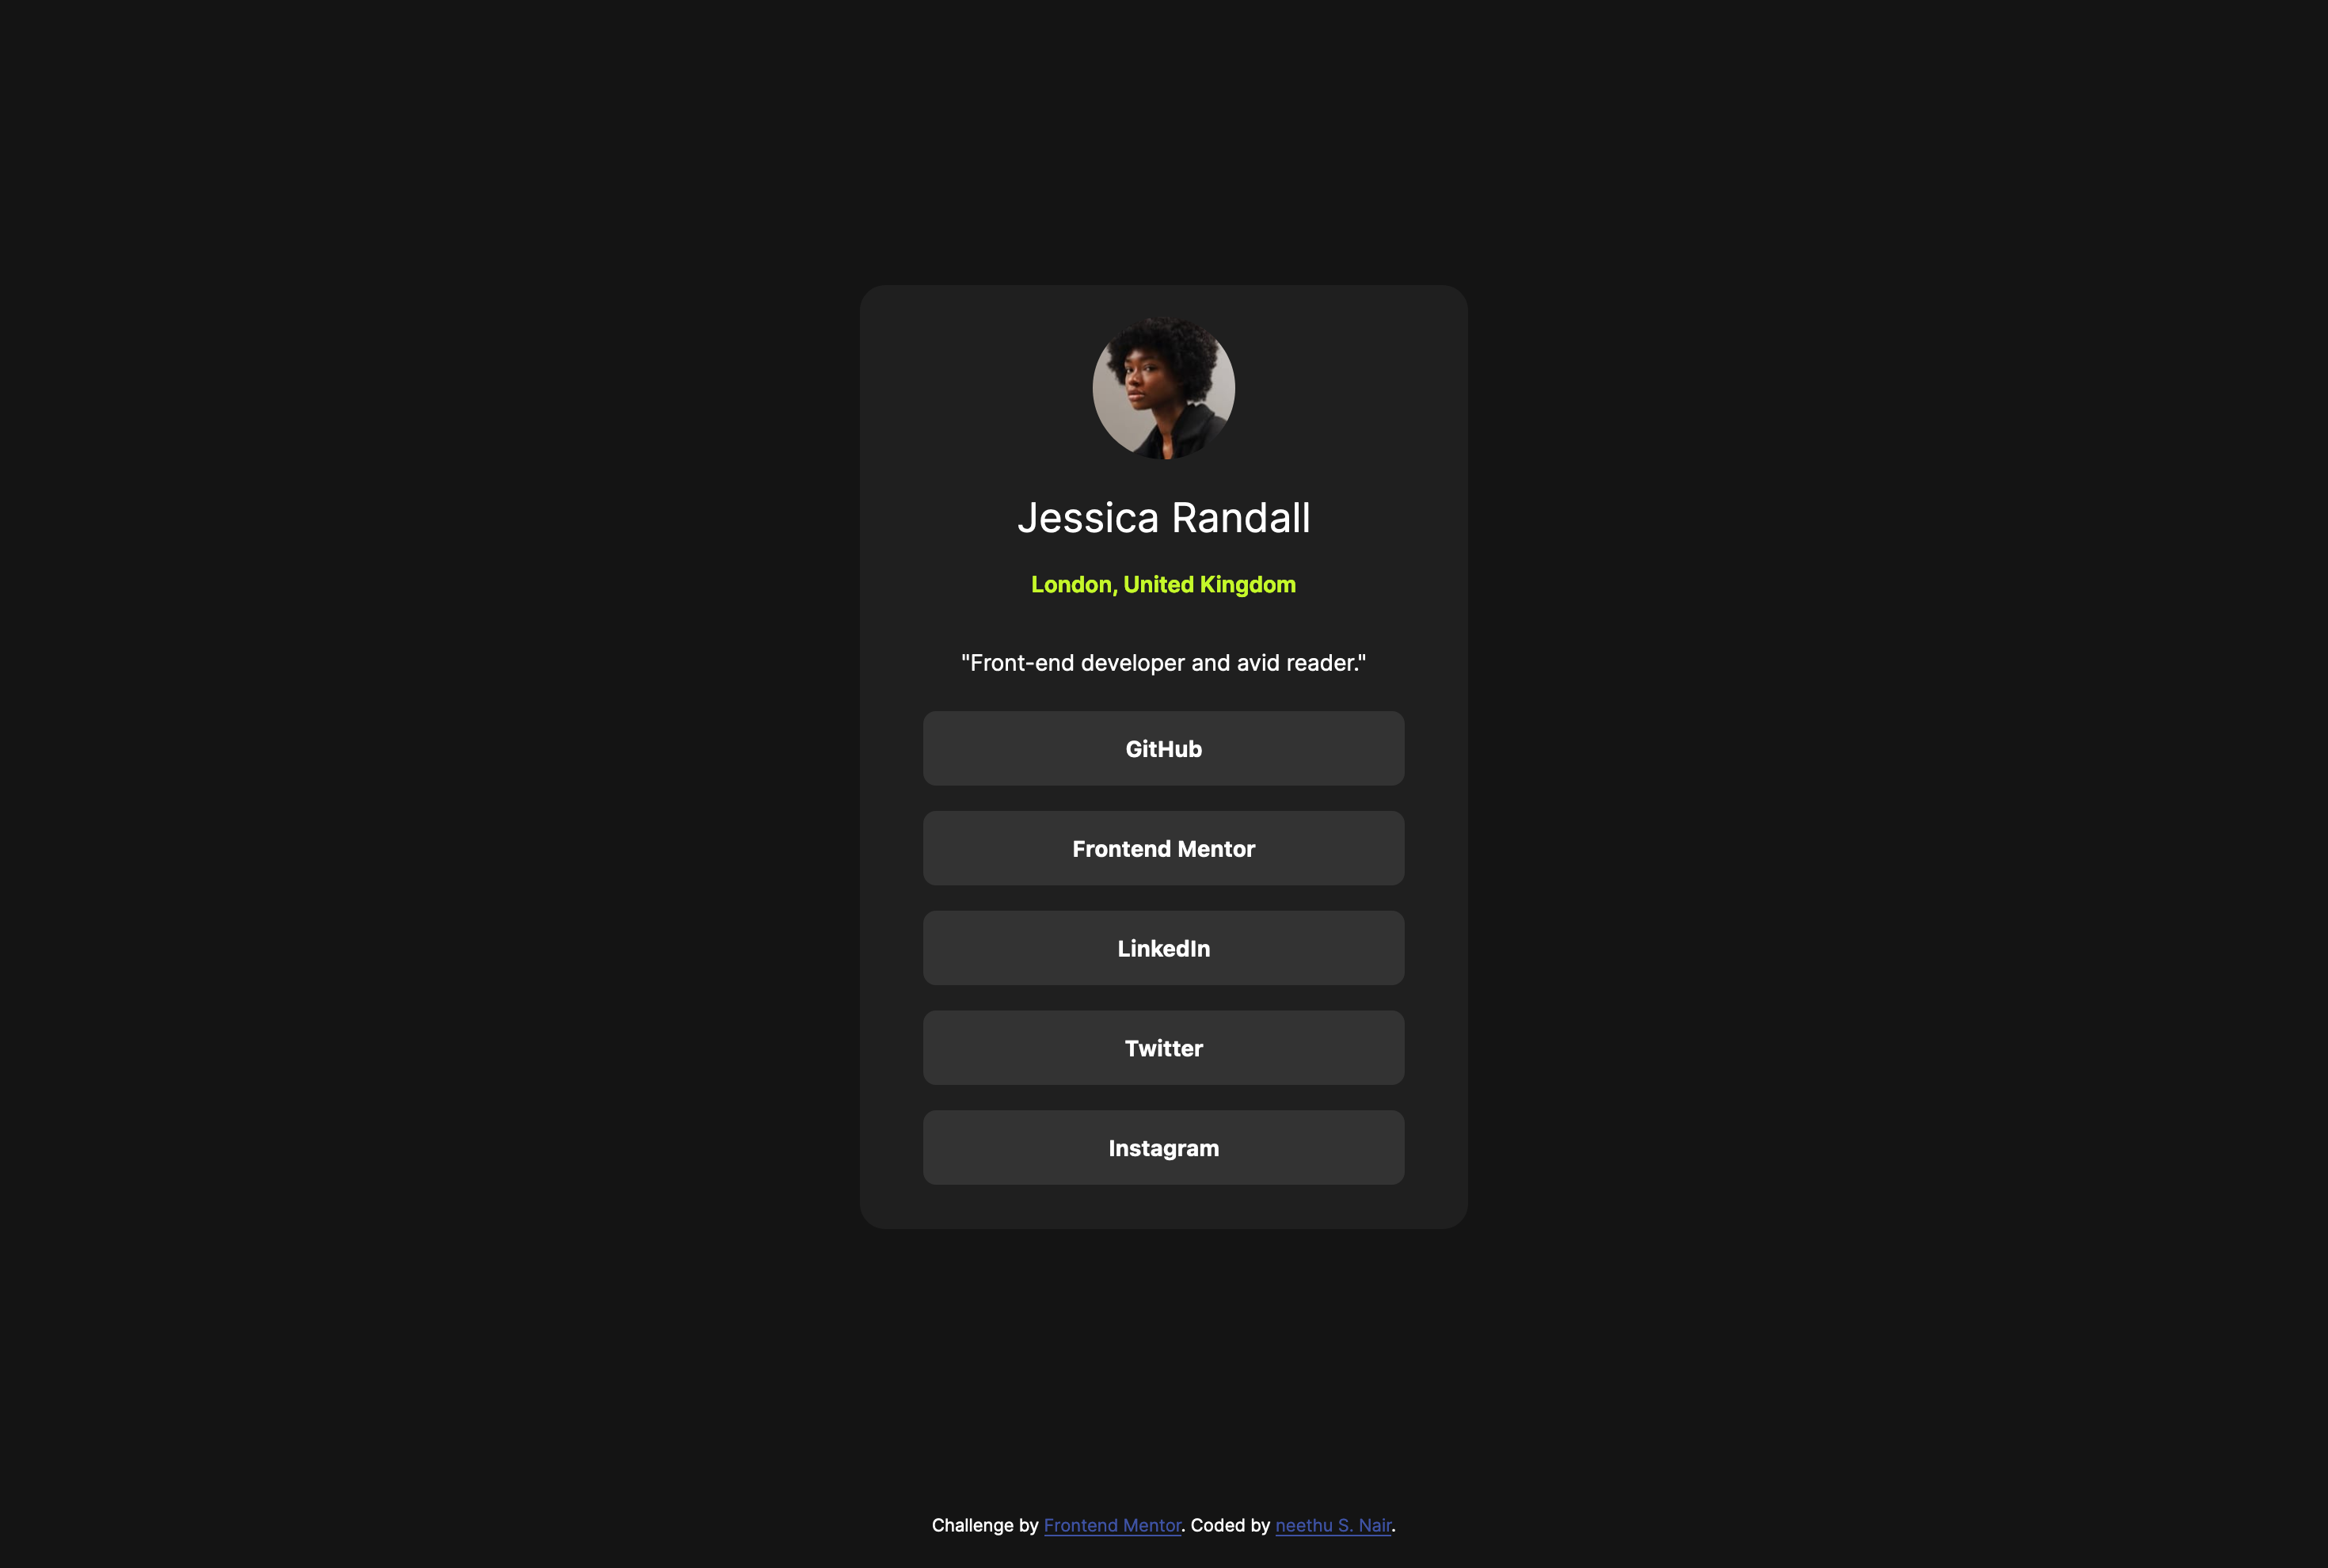 Jessica Randall
London, United Kingdom
"Front-end developer and avid reader."
GitHub
Frontend Mentor
LinkedIn
Twitter
Instagram
Challenge by Frontend Mentor. Coded by neethu S. Nair.